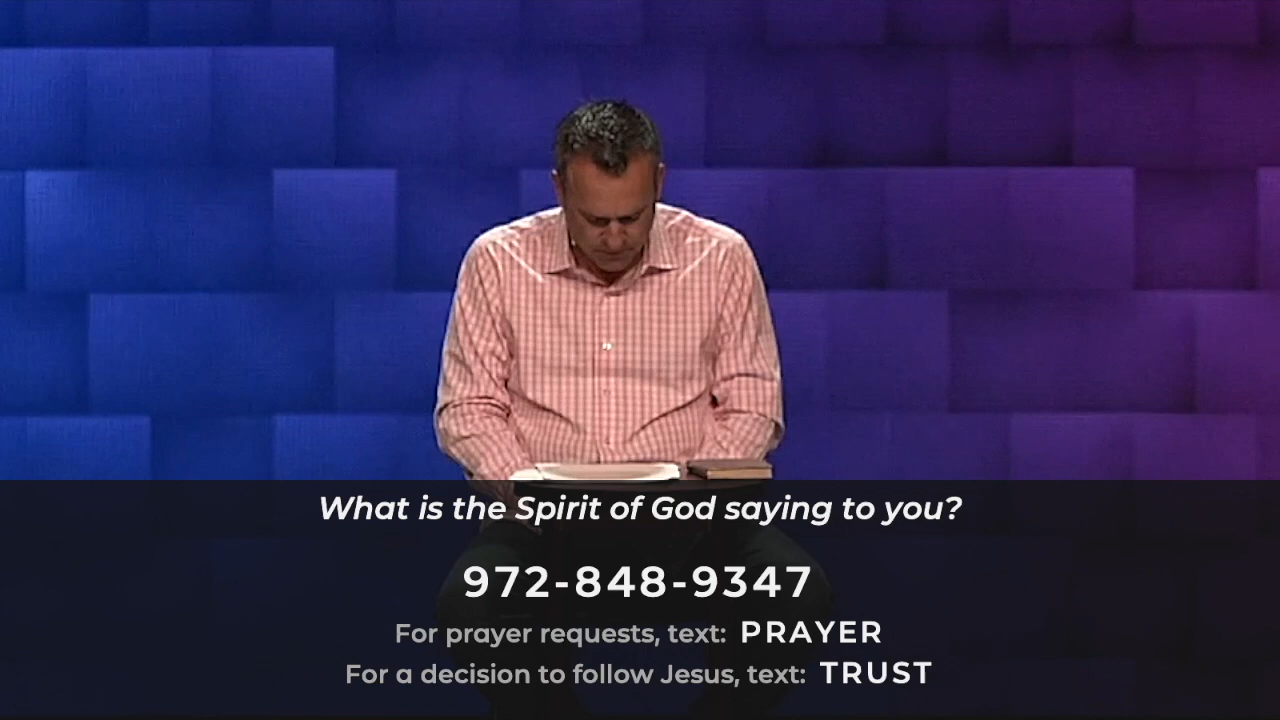 What is the Spirit of God saying to you?
972-848-9347
For prayer requests, text: PRAYER
For a decision to follow Jesus, text: TRUST